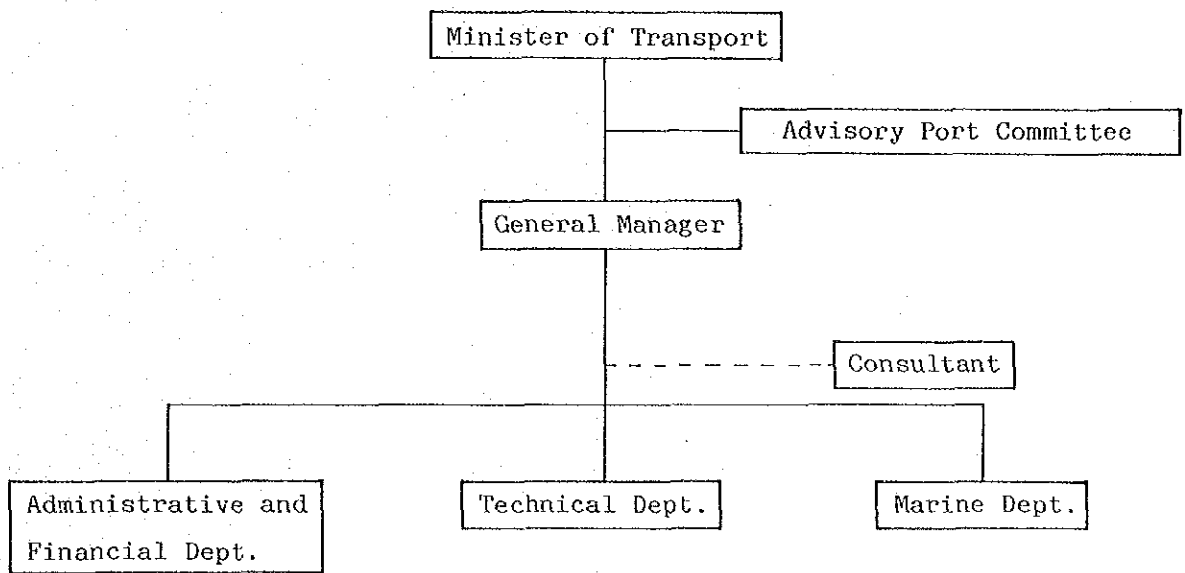 Minister of Transport
Advisory Port Committee
General Manager
Consultant
Administrative and
Financial Dept.
Technical Dept.
Marine Dept.